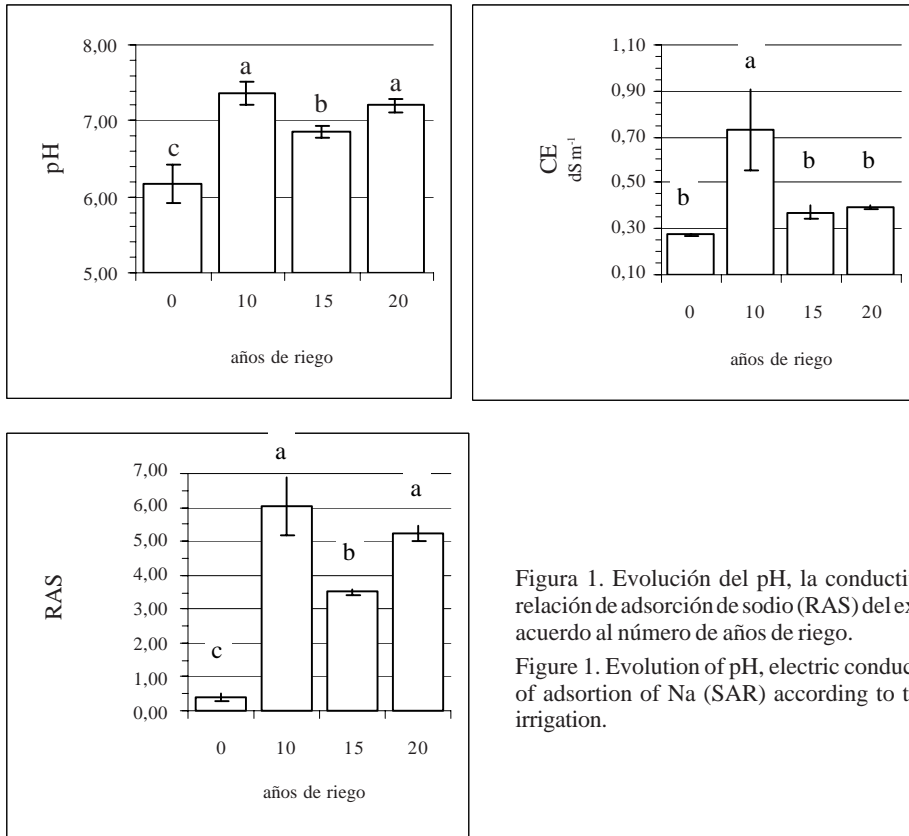 8,00
7,00
6,00
5,00
pH
c
a
b
a
0 10 15 20
años de riego
1,10
0,90
0,70
0,50
0,30
0,10
CE
dS m⁻¹
b
a
b
b
0 10 15 20
años de riego
7,00
6,00
5,00
4,00
3,00
2,00
1,00
0,00
RAS
c
a
b
a
0 10 15 20
años de riego
Figura 1. Evolución del pH, la
relación de adsorción de sodio (RAS) del
acuerdo al número de años de riego.
Figure 1. Evolution of pH, electric
of adsortion of Na (SAR) according to
irrigation.